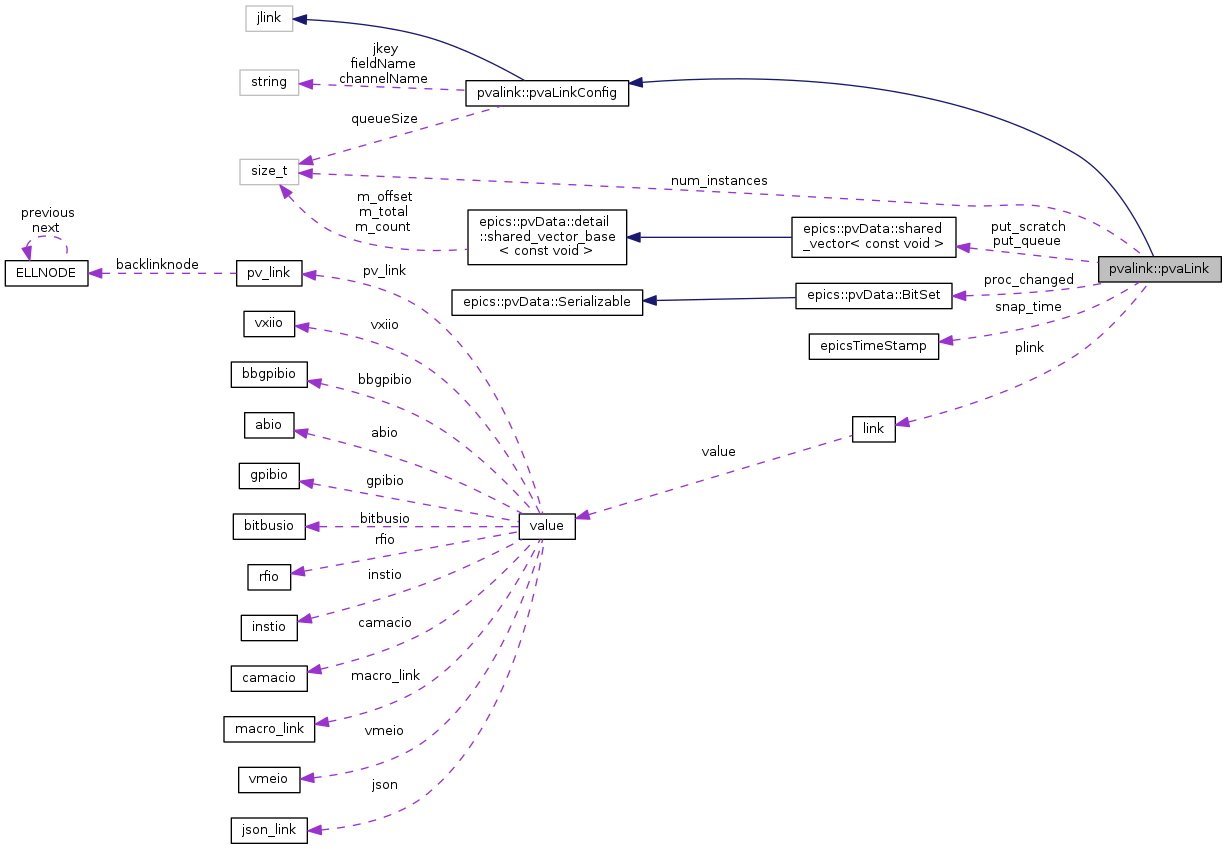 jlink
jkey
fieldName
channelName
string
pvalink::pvaLinkConfig
queueSize
size_t
num_instances
m_offset
m_total
m_count
epics::pvData::detail
::shared_vector_base
< const void >
epics::pvData::shared
_vector< const void >
put_scratch
put_queue
previous
next
ELLNODE
backlinknode
pv_link
pv_link
pvalink::pvaLink
proc_changed
epics::pvData::Serializable
epics::pvData::BitSet
snap_time
vxiio
vxiio
epicsTimeStamp
plink
bbgpibio
bbgpibio
abio
abio
link
value
gpibio
gpibio
bitbusio
bitbusio
value
rfio
rfio
instio
instio
camacio
camacio
macro_link
macro_link
vmeio
vmeio
json
json_link